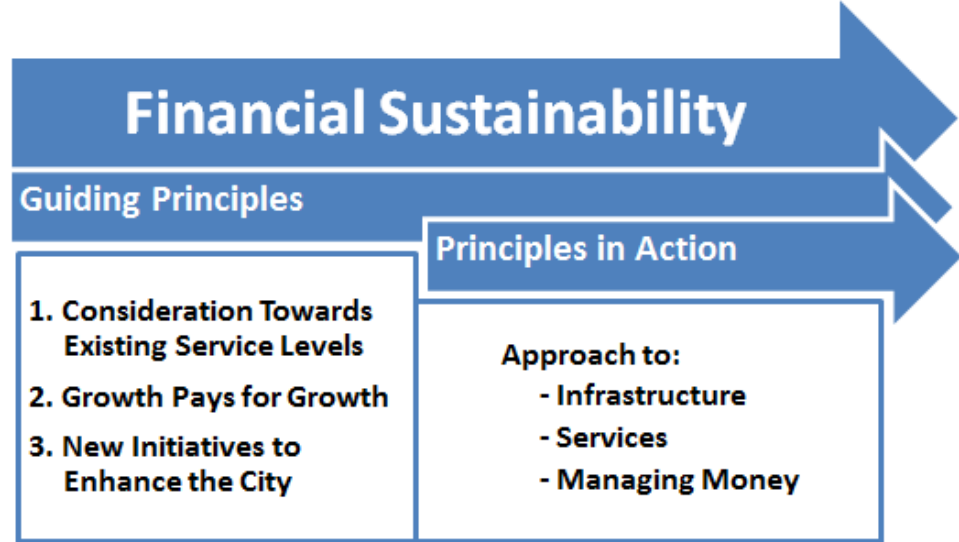 Financial Sustainability
Guiding Principles
Principles in Action
1. Consideration Towards
Existing Service Levels
2. Growth Pays for Growth
3. New Initiatives to
Enhance the City
Approach to:
- Infrastructure
- Services
- Managing Money